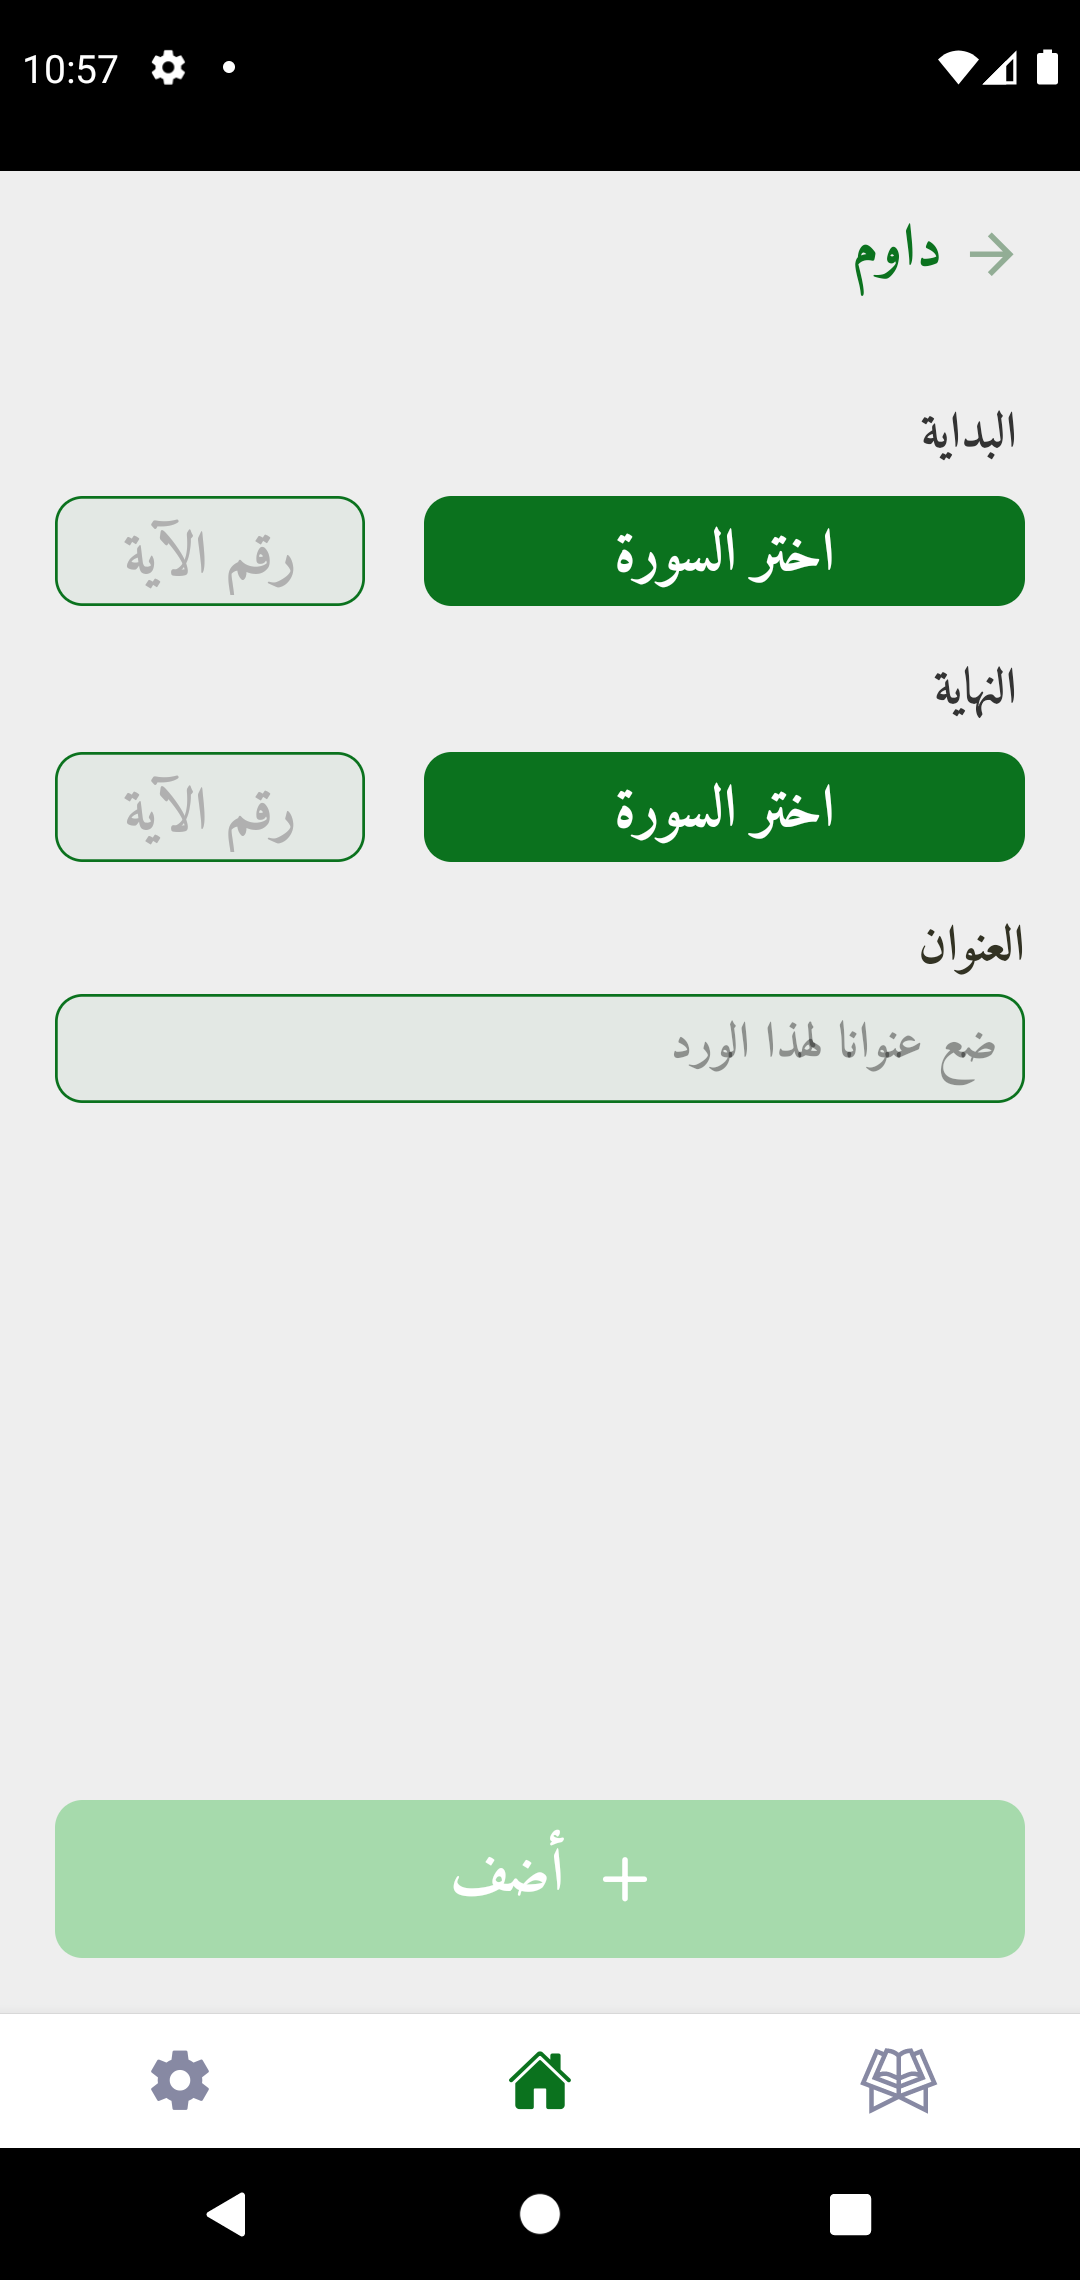 10:57
داوم
البداية
اختر السورة
رقم الآية
النهاية
اختر السورة
رقم الآية
العنوان
ضع عنوانا لهذا الورد
أضف